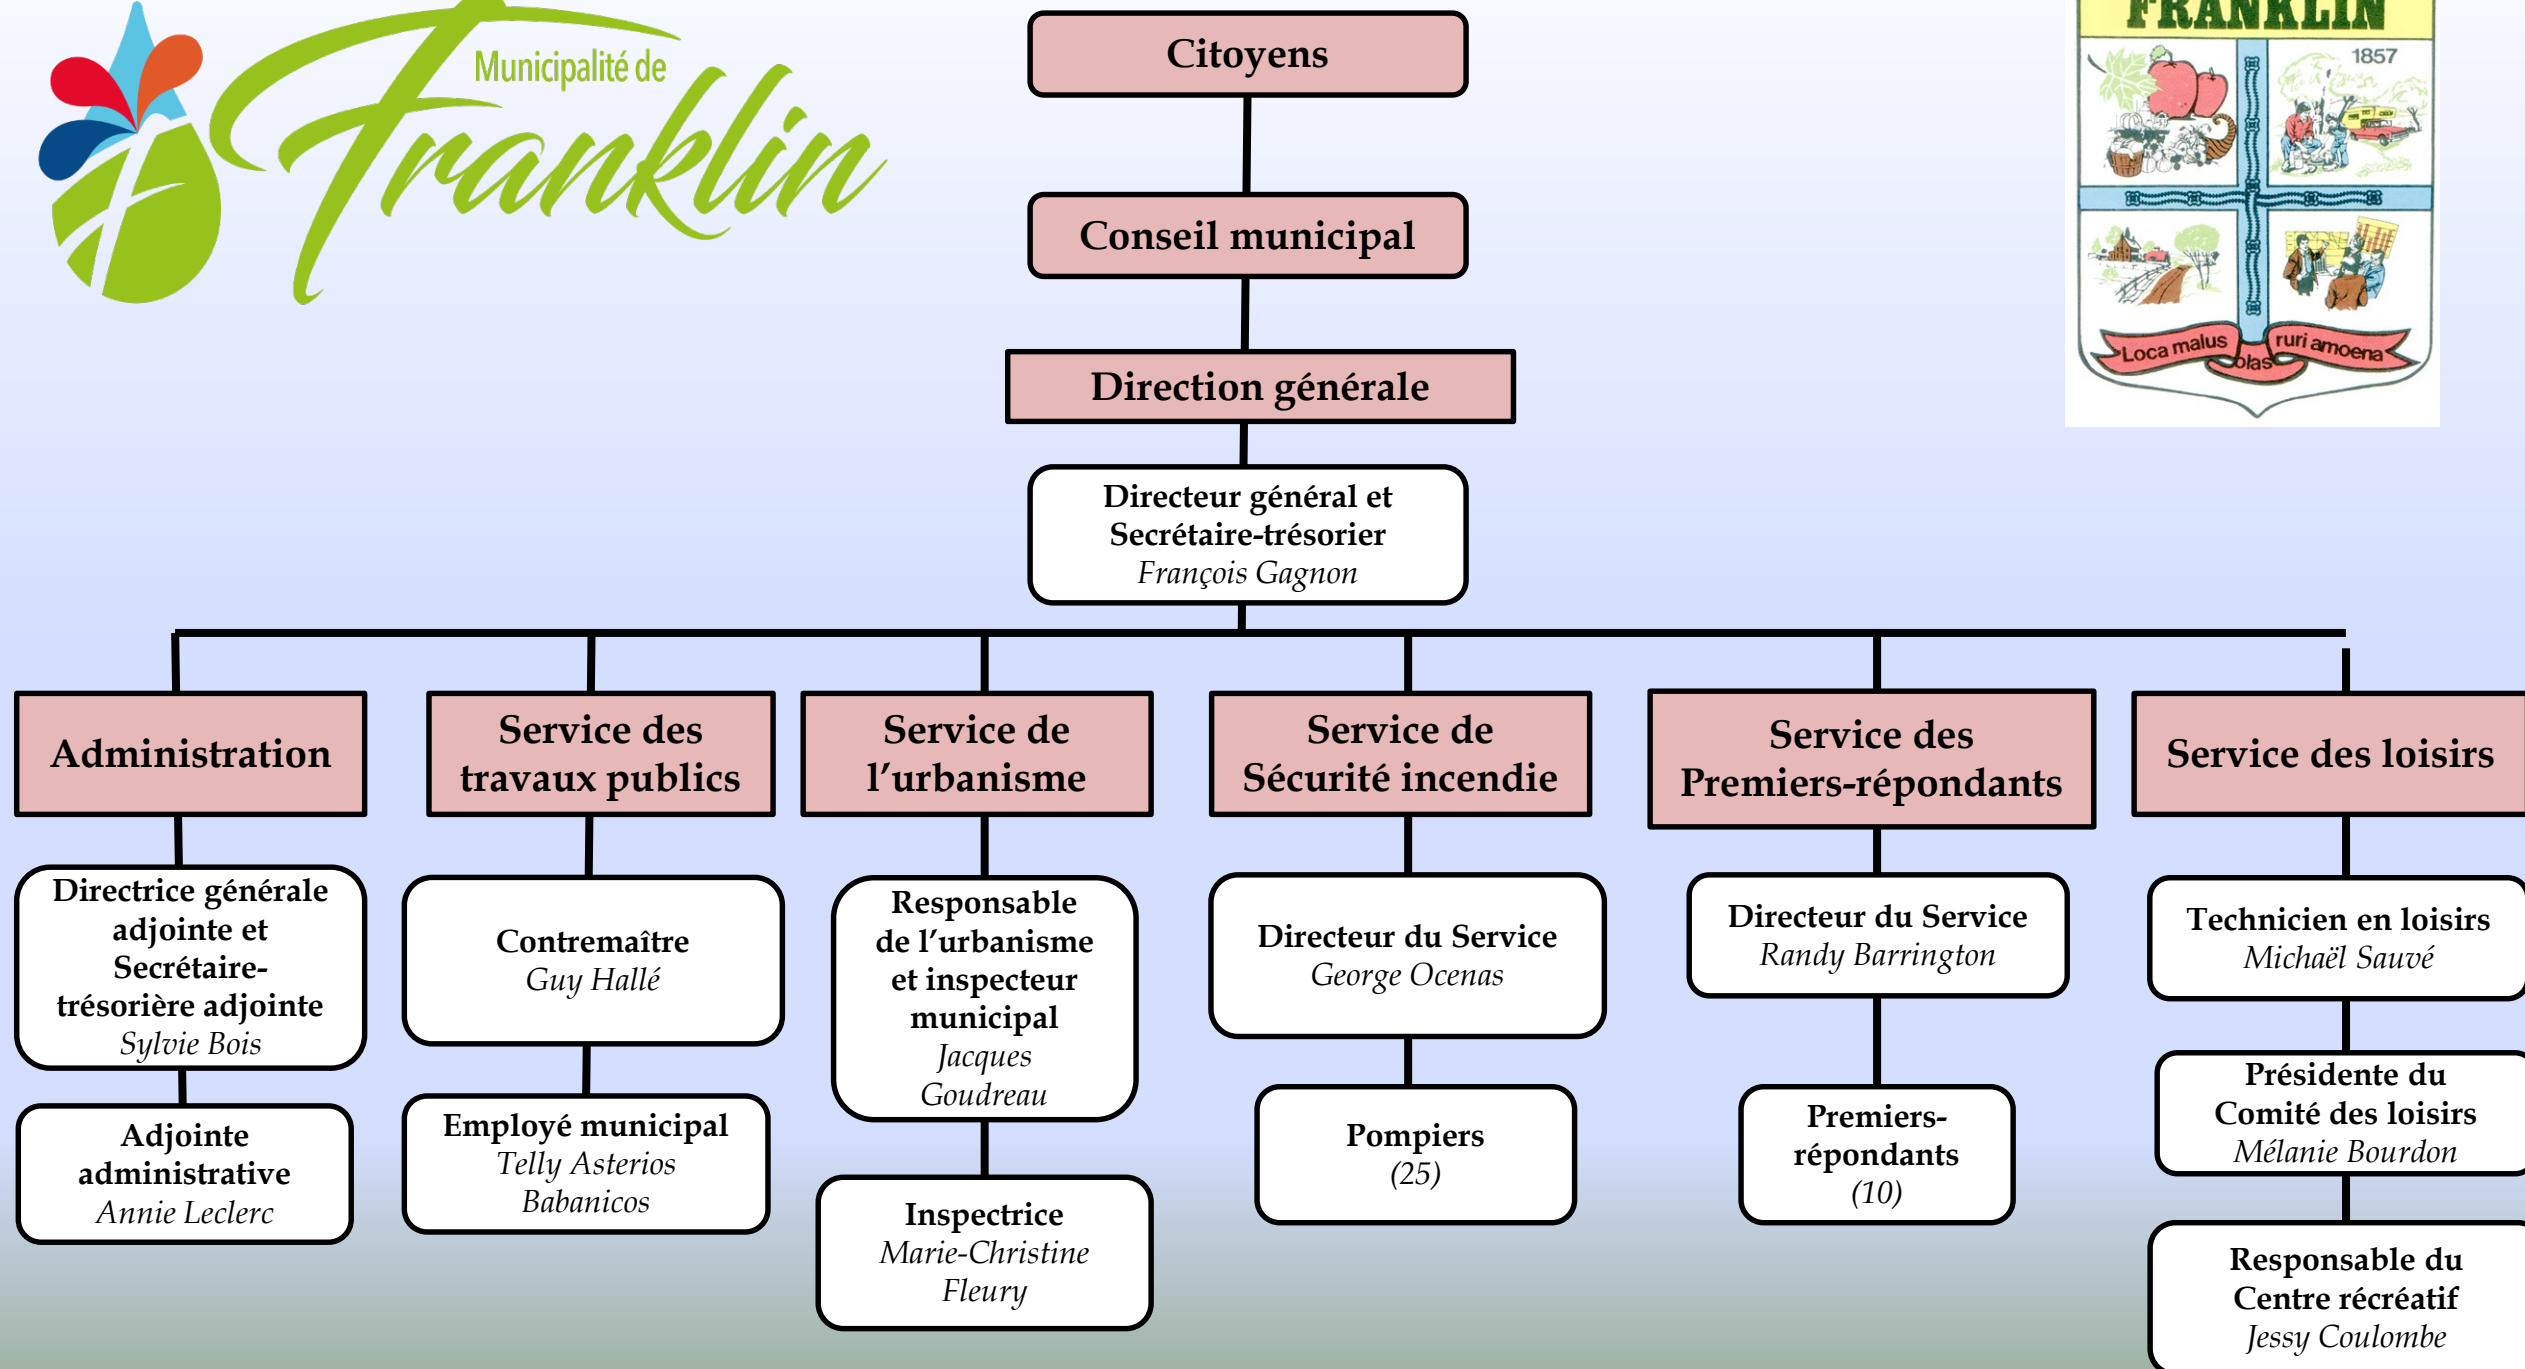 Municipalité de
Franklin
FRANKLIN
1857
Loca malus
olas
ruri amoena
Citoyens
Conseil municipal
Direction générale
Directeur général et
Secrétaire-trésorier
François Gagnon
Administration
Directrice générale
adjointe et
Secrétaire-
trésorière adjointe
Sylvie Bois
Adjointe
administrative
Annie Leclerc
Service des
travaux publics
Contremaître
Guy Hallé
Employé municipal
Telly Asterios
Babanicos
Service de
l’urbanisme
Responsable
de l’urbanisme
et inspecteur
municipal
Jacques
Goudreau
Inspectrice
Marie-Christine
Fleury
Service de
Sécurité incendie
Directeur du Service
George Ocenas
Pompiers
(25)
Service des
Premiers-répondants
Directeur du Service
Randy Barrington
Premiers-
répondants
(10)
Service des loisirs
Technicien en loisirs
Michaël Sauvé
Présidente du
Comité des loisirs
Mélanie Bourdon
Responsable du
Centre récréatif
Jessy Coulombe